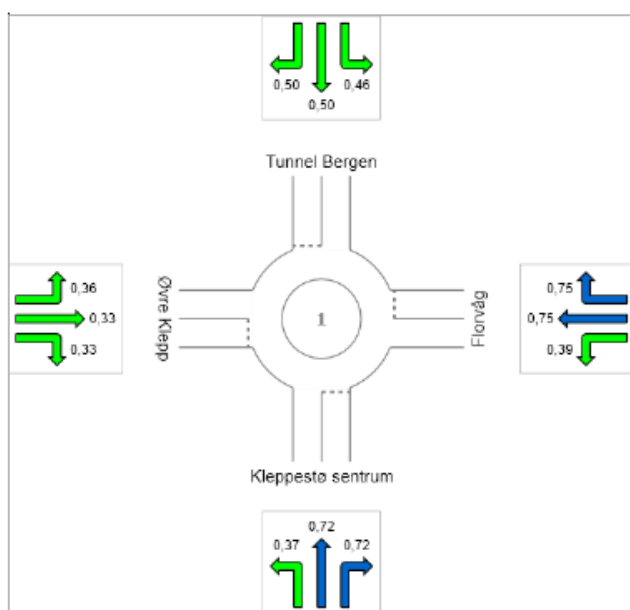 0,50 0,46
0,50
Tunnel Bergen
0,36
0,33
0,33
Øvre Klepp
1
Florvåg
0,75
0,75
0,39
Kleppestø sentrum
0,72
0,37 0,72